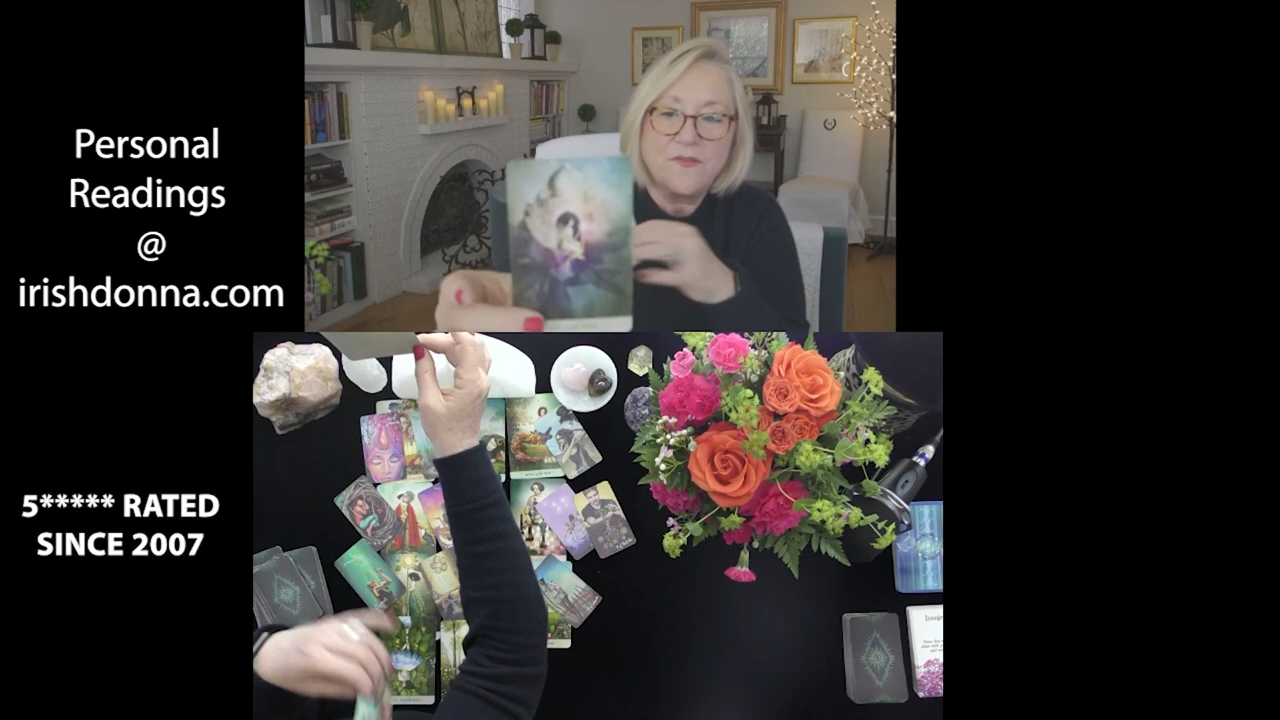 Personal
Readings
@
irishdonna.com
5***** RATED
SINCE 2007